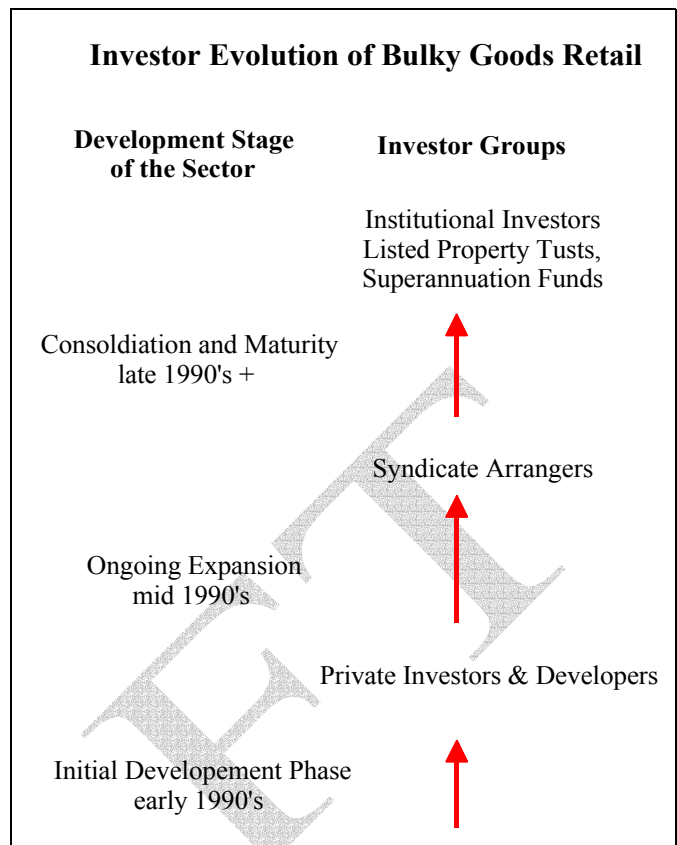 Investor Evolution of Bulky Goods Retail
Development Stage
of the Sector
Investor Groups
Institutional Investors
Listed Property Tusts,
Superannuation Funds
Consoldiation and Maturity
late 1990's +
Syndicate Arrangers
Ongoing Expansion
mid 1990's
Private Investors & Developers
Initial Developement Phase
early 1990's
FT